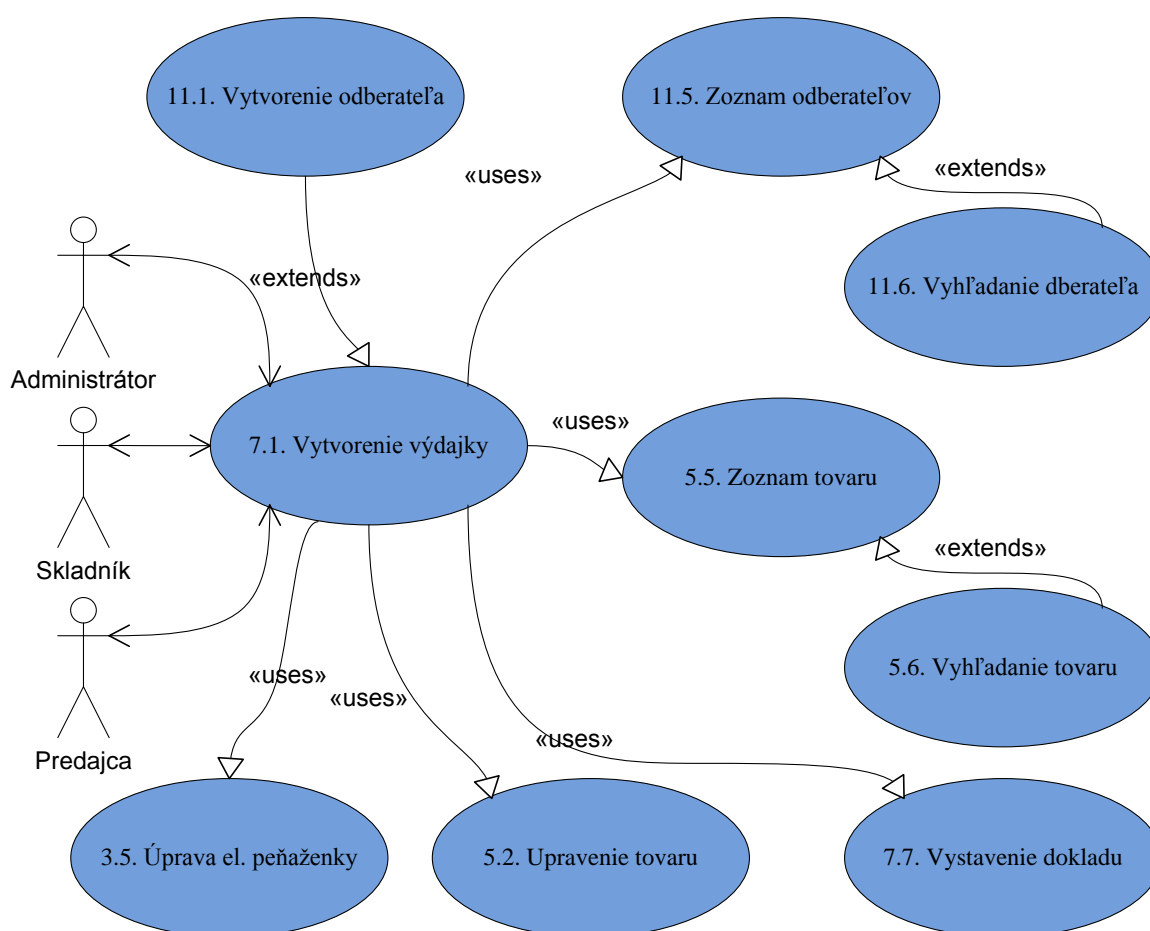 11.1. Vytvorenie odberateľa
11.5. Zoznam odberateľov
«uses»
«extends»
«extends»
11.6. Vyhľadanie dberateľa
Administrátor
«uses»
7.1. Vytvorenie výdajky
5.5. Zoznam tovaru
«extends»
Skladník
5.6. Vyhľadanie tovaru
«uses»
«uses»
«uses»
Predajca
3.5. Úprava el. peňaženky
5.2. Upravenie tovaru
7.7. Vystavenie dokladu